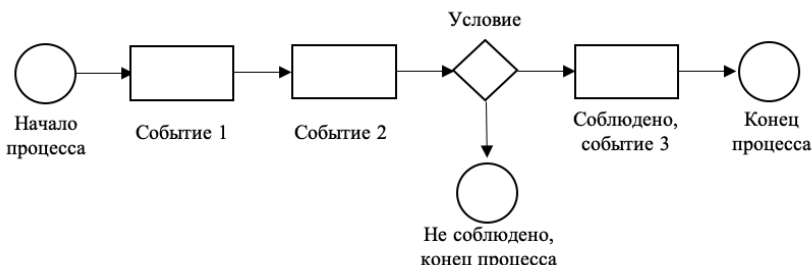 Условие
Начало
процесса
Событие 1
Событие 2
Соблюдено,
событие 3
Конец
процесса
Не соблюдено,
конец процесса